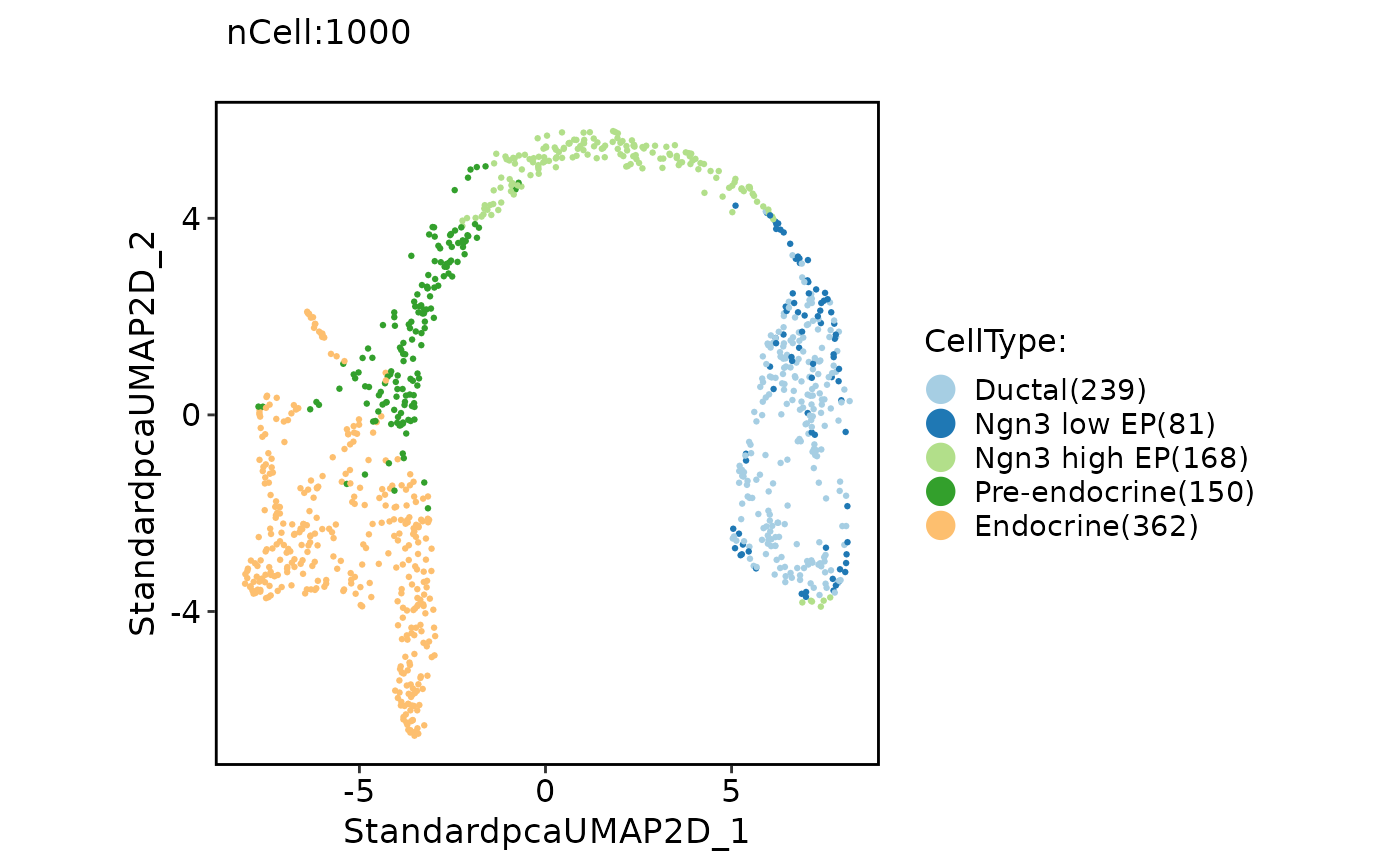 nCell:1000
StandardpcaUMAP2D_2
4
0
-4
-5
0
5
StandardpcaUMAP2D_1
CellType:
Ductal(239)
Ngn3 low EP(81)
Ngn3 high EP(168)
Pre-endocrine(150)
Endocrine(362)